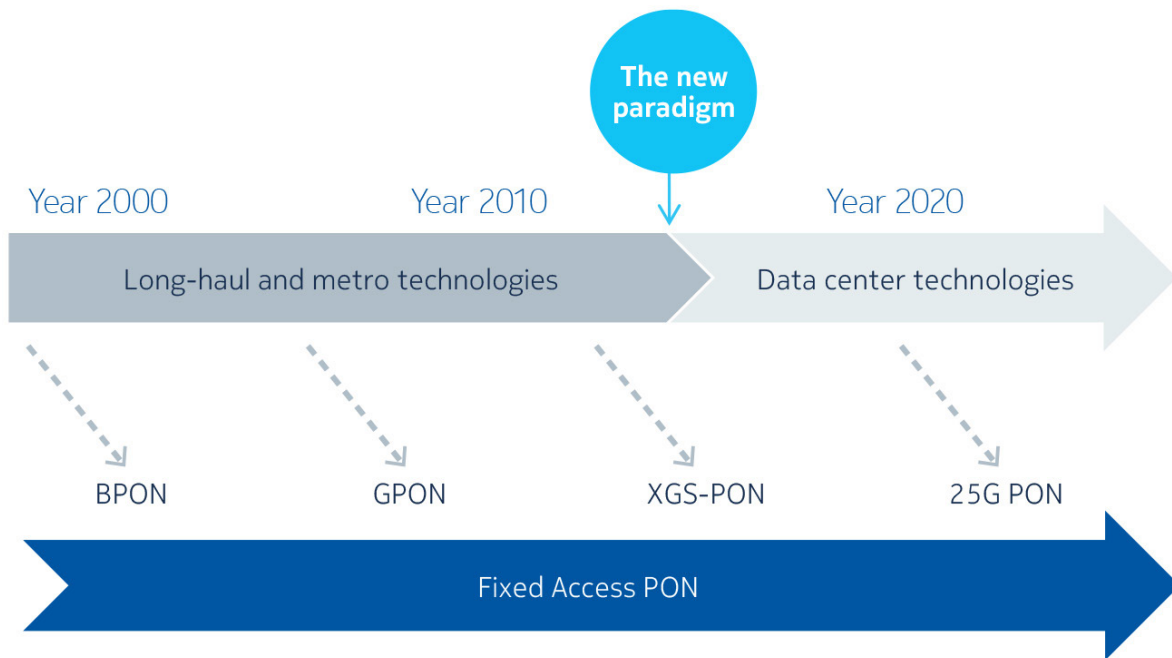 The new
paradigm
Year 2000
Year 2010
Year 2020
Long-haul and metro technologies
Data center technologies
BPON
GPON
XGS-PON
25G PON
Fixed Access PON